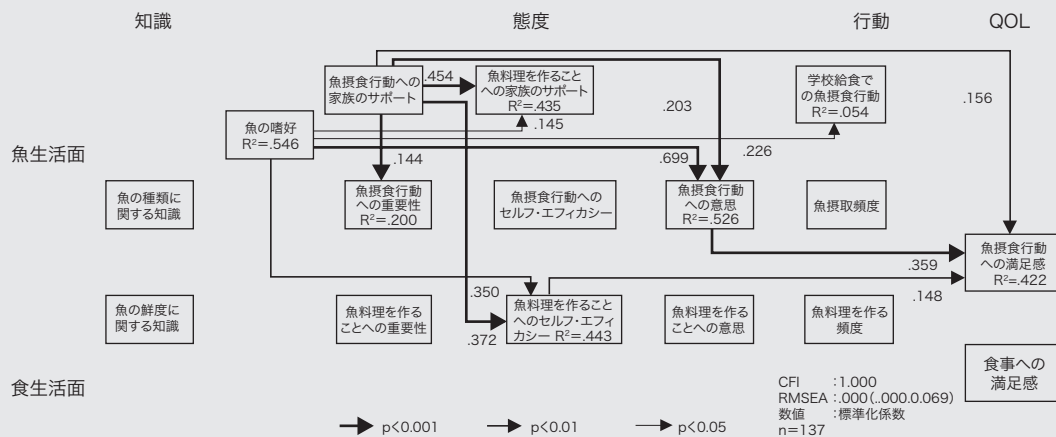 知識
態度
行動
QOL
魚摂食行動への
家族のサポート
.454
魚料理を作ること
への家族のサポート
R²=.435
.203
学校給食で
の魚摂食行動
R²=.054
.156
魚の嗜好
R²=.546
.145
魚生活面
.144
.699
.226
魚の種類に
関する知識
魚摂食行動
への重要性
R²=.200
魚摂食行動への
セルフ・エフィカシー
魚摂食行動
への意思
R²=.526
魚摂取頻度
魚摂食行動
への満足感
R²=.422
.359
.350
.148
魚の鮮度に
関する知識
魚料理を作る
ことへの重要性
.372
魚料理を作ること
へのセルフ・エフィ
カシー R²=.443
魚料理を作る
ことへの意思
魚料理を作る
頻度
食事への
満足感
食生活面
CFI :1.000
RMSEA :.000(..000.0.069)
数値 :標準化係数
n=137
p<0.001
p<0.01
p<0.05